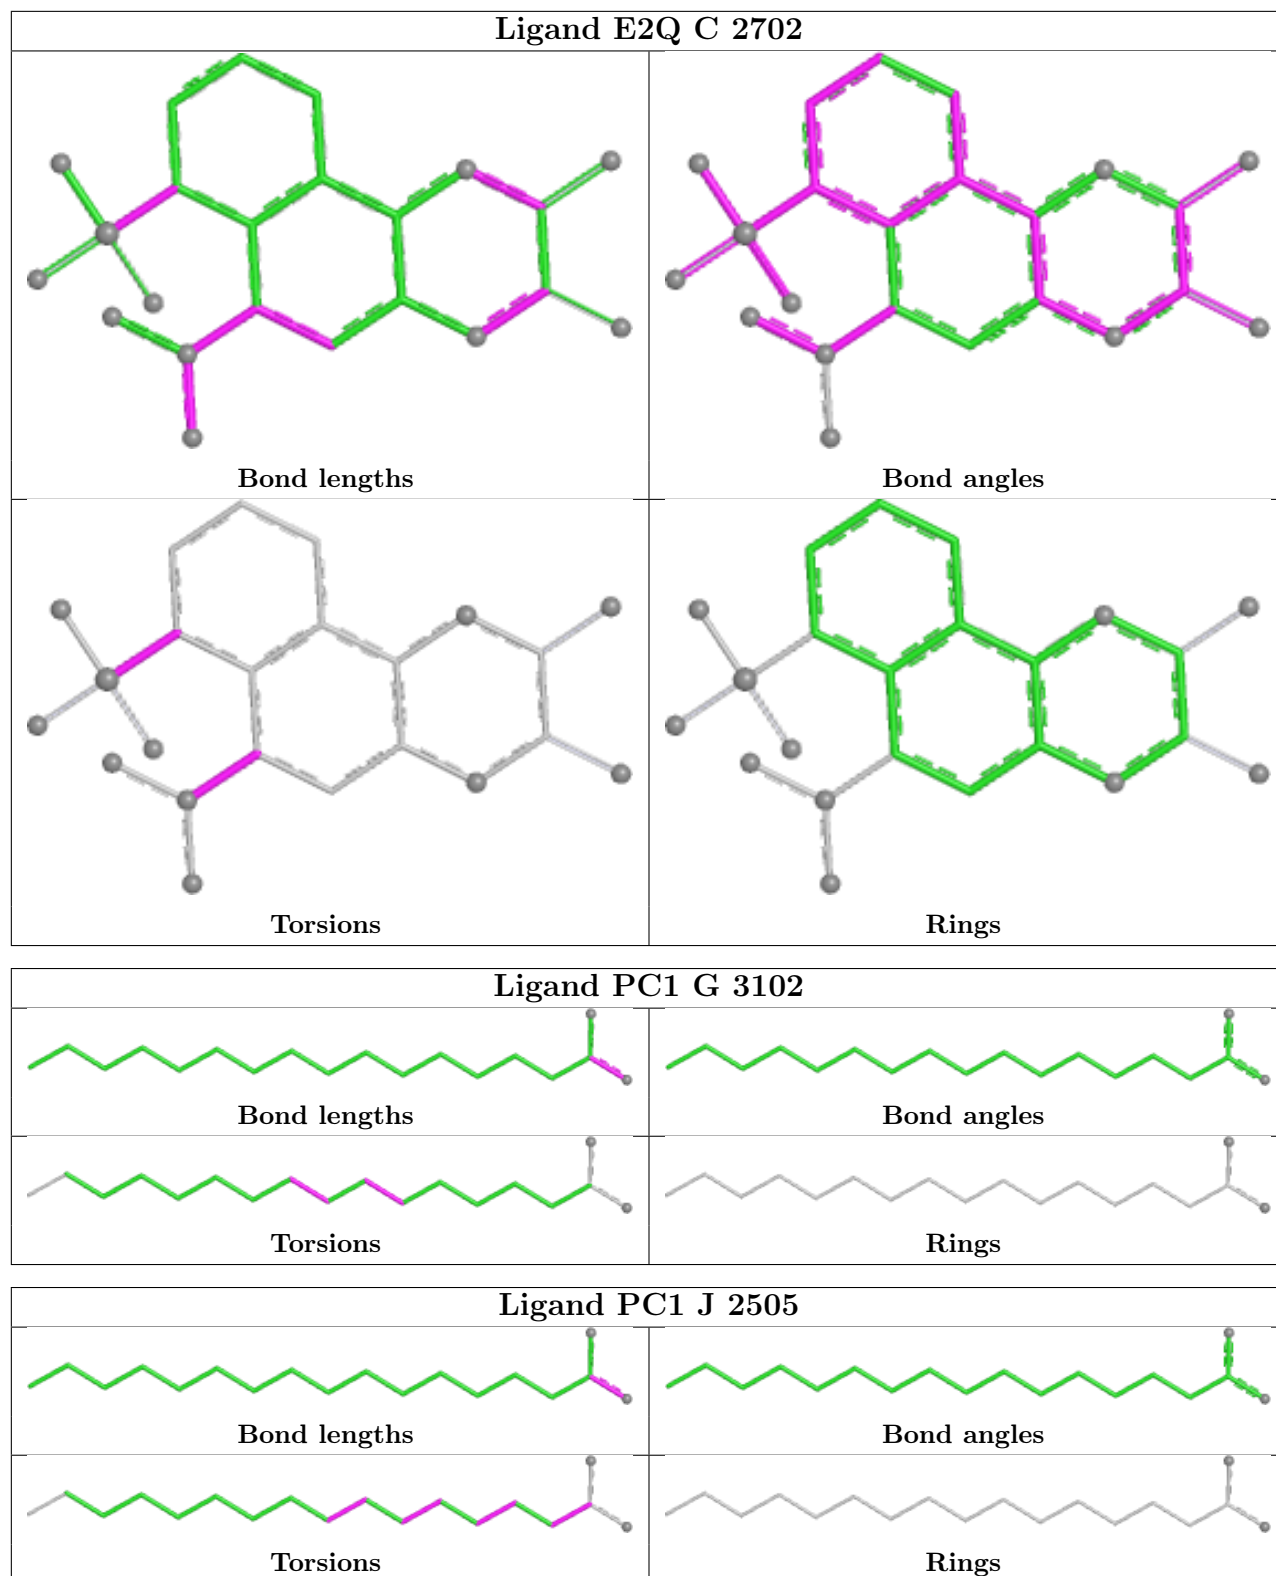 Ligand E2Q C 2702
Bond lengths
Bond angles
Torsions
Rings
Ligand PC1 G 3102
Bond lengths
Bond angles
Torsions
Rings
Ligand PC1 J 2505
Bond lengths
Bond angles
Torsions
Rings